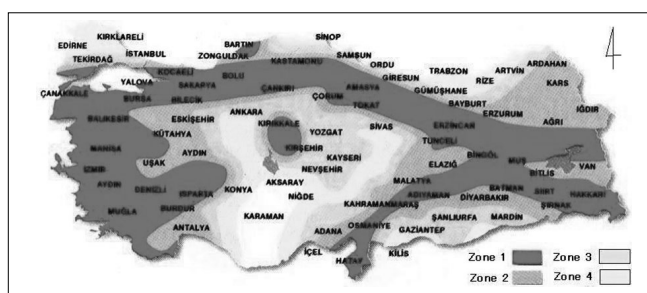 KIRKLARELİ
EDİRNE
TEKİRDAĞ İSTANBUL
BARTIN SİNOP
ZONGULDAK KASTAMONU SAMSUN
ORDU
GİRESUN TRABZON RİZE ARTVİN ARDAHAN
KARS
YALOVA KOCAELİ
SAKARYA BOLU
ÇANKIRI ÇORUM AMASYA
TOKAT
GÜMÜŞHANE
BAYBURT
ERZURUM
IĞDIR
AĞRI
ÇANAKKALE
BURSA BİLECİK
BALIKESİR ESKİŞEHİR ANKARA
KIRIKKALE
YOZGAT SİVAS ERZİNCAN
KÜTAHYA
MANİSA
UŞAK AYDIN
KIRŞEHİR
KAYSERİ
NEVŞEHİR
TUNCELİ
ELAZIĞ BİNGÖL MUŞ
BİTLİS VAN
İZMİR
AYDIN DENİZLİ ISPARTA KONYA
AKSARAY
NİĞDE
MALATYA
ADIYAMAN
DİYARBAKIR BATMAN SİİRT
HAKKARİ
ŞIRNAK
MUĞLA BURDUR
KARAMAN
KAHRAMANMARAŞ
ŞANLIURFA MARDİN
ANTALYA
ADANA OSMANİYE
GAZİANTEP
İÇEL
HATAY
KİLİS
4
Zone 1 Zone 3
Zone 2 Zone 4